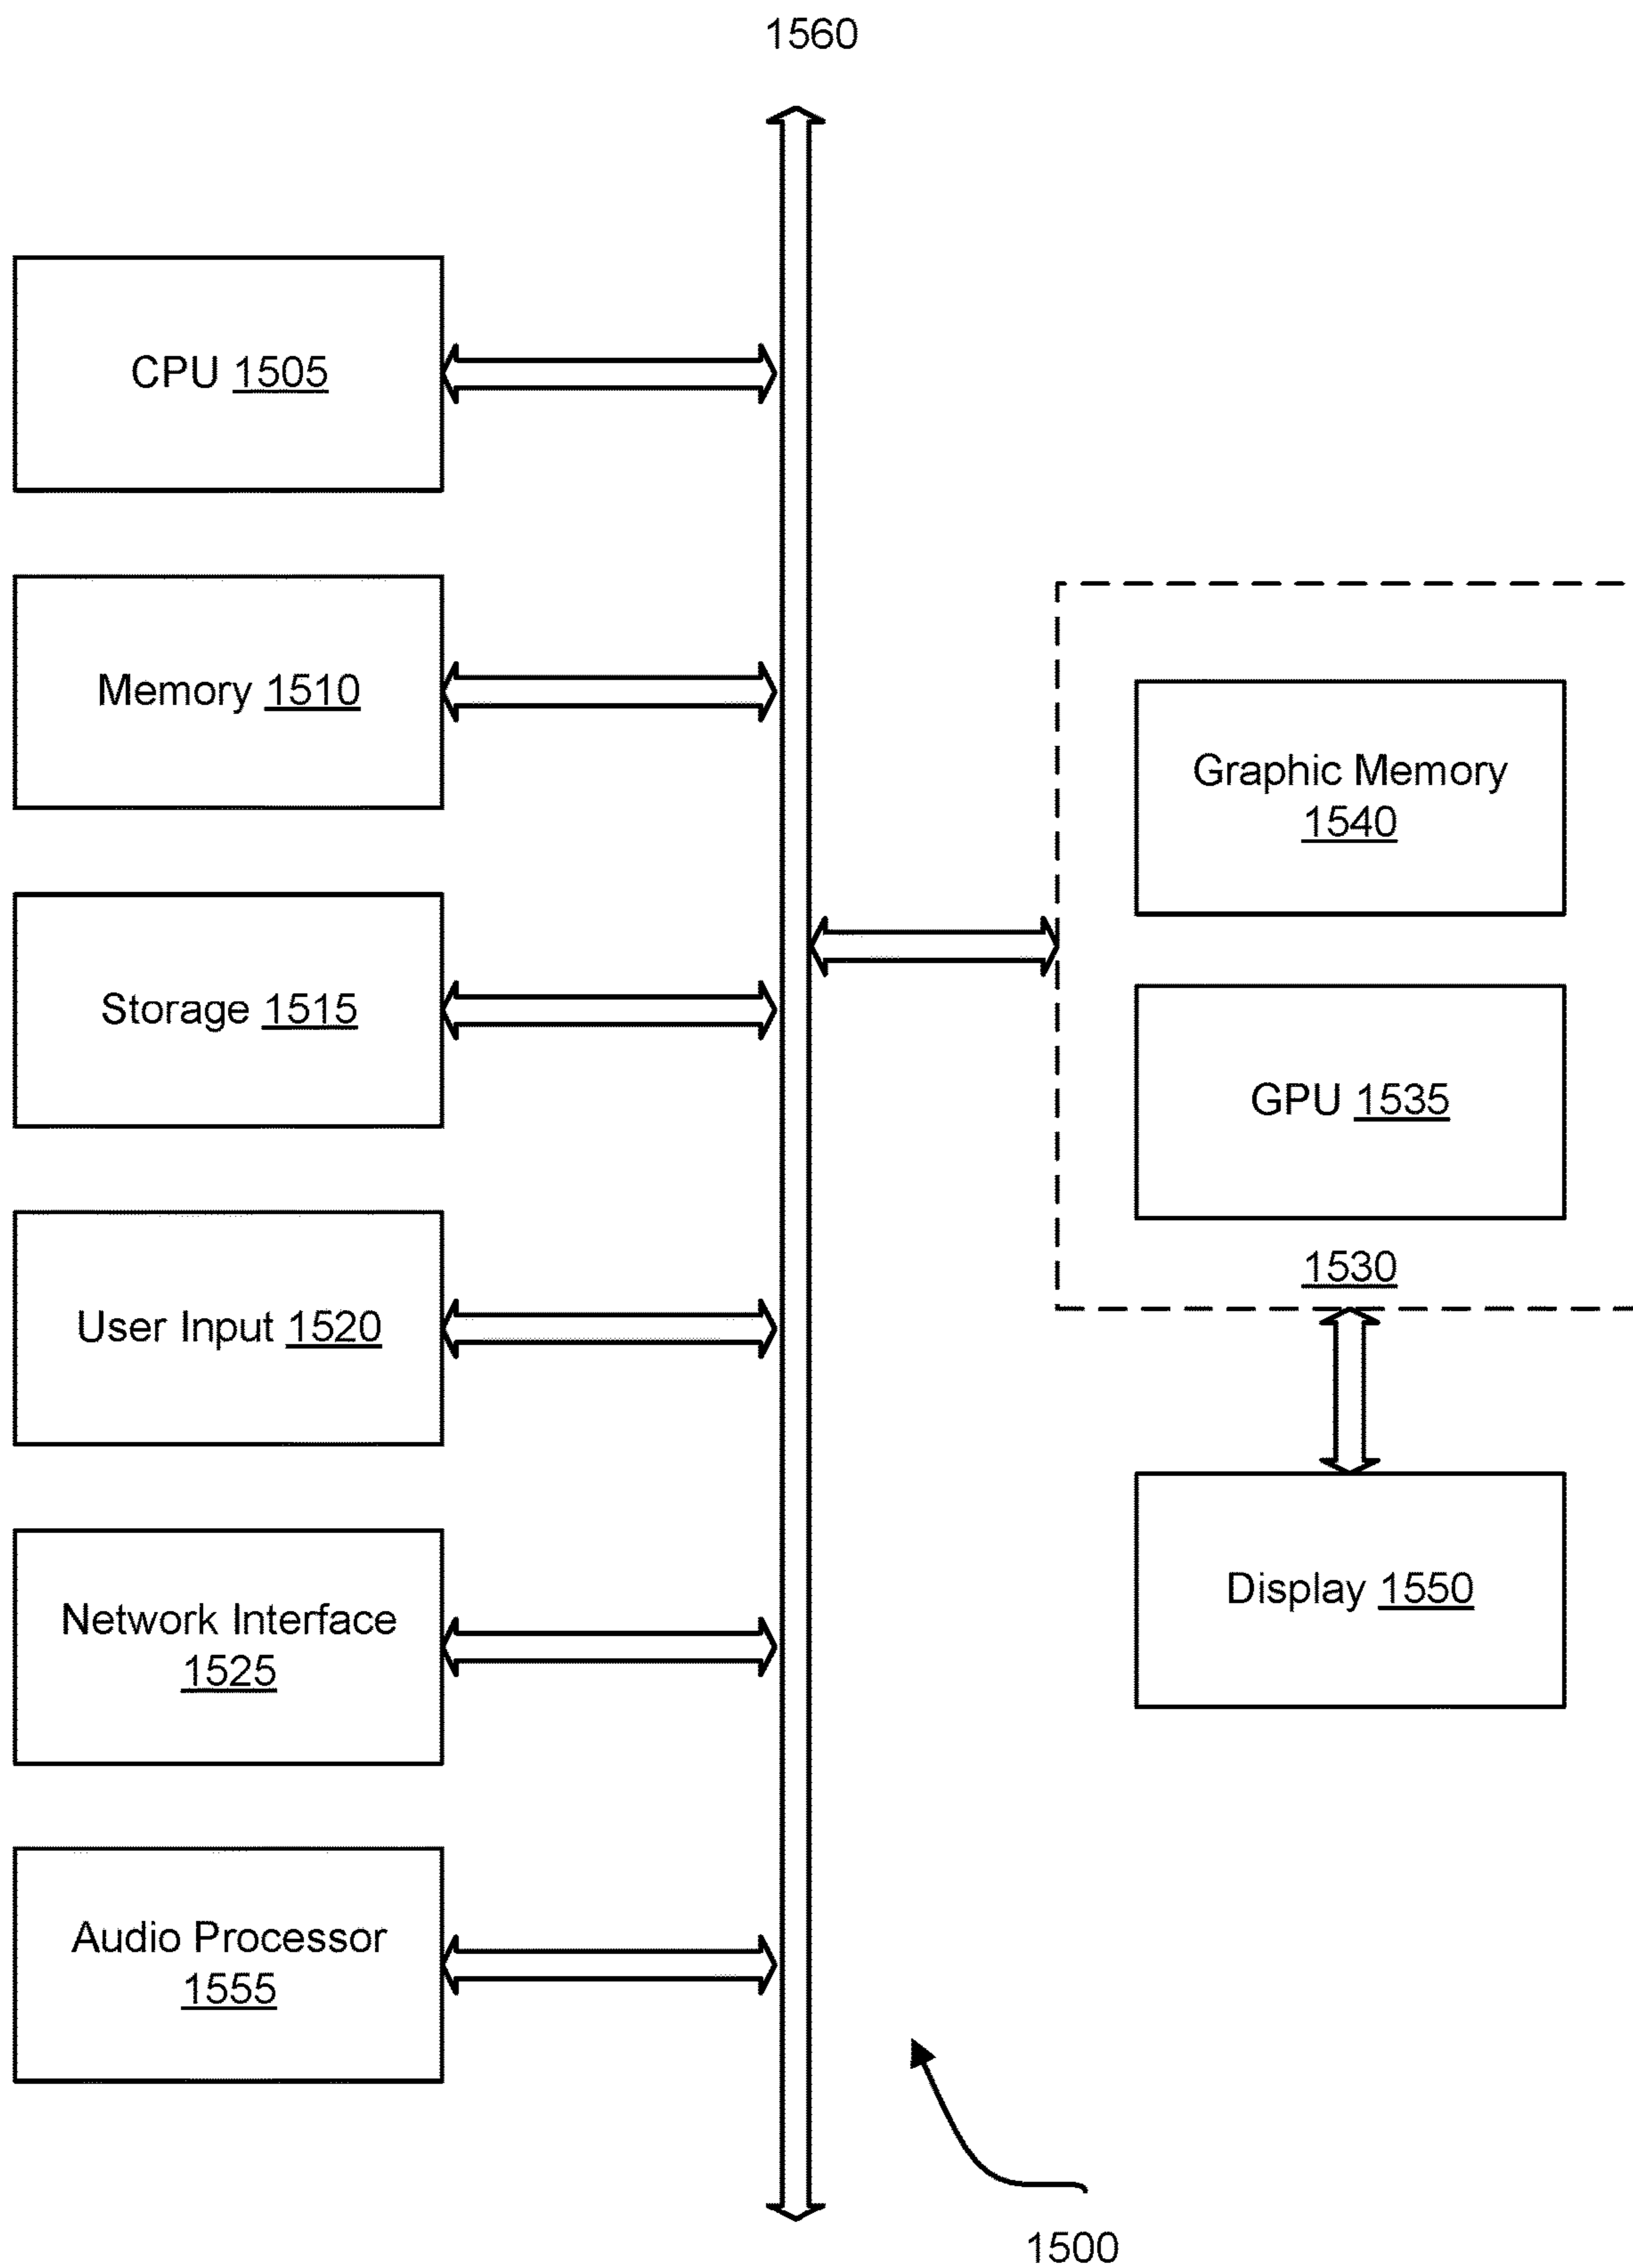 1560
CPU 1505
Memory 1510
Storage 1515
User Input 1520
Network Interface
1525
Audio Processor
1555
Graphic Memory
1540
GPU 1535
1530
Display 1550
1500